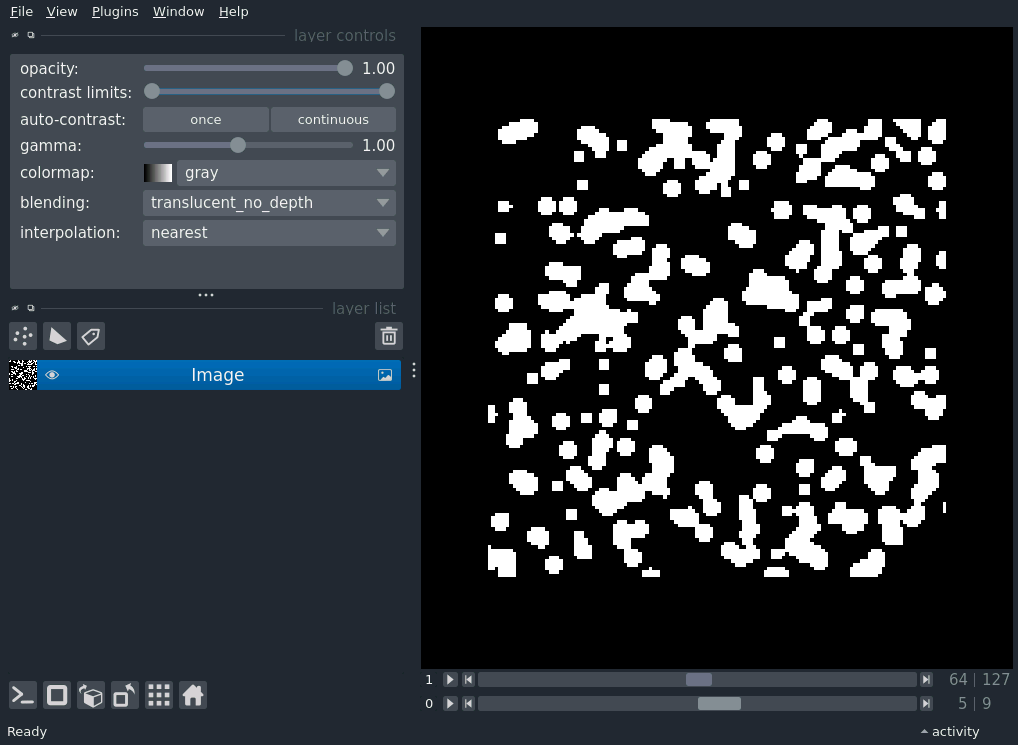 File View Plugins Window Help
layer controls
opacity: 1.00
contrast limits:
auto-contrast: once continuous
gamma: 1.00
colormap: gray
blending: translucent_no_depth
interpolation: nearest
layer list
Image
1 64 | 127
0 5 | 9
Ready activity